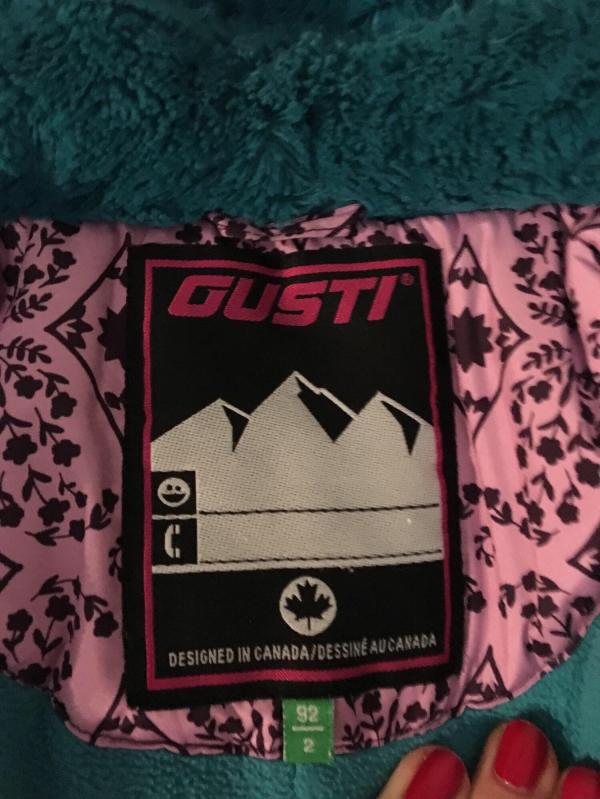 GUSTI®
DESIGNED IN CANADA/DESSINÉ AU CANADA
92
2